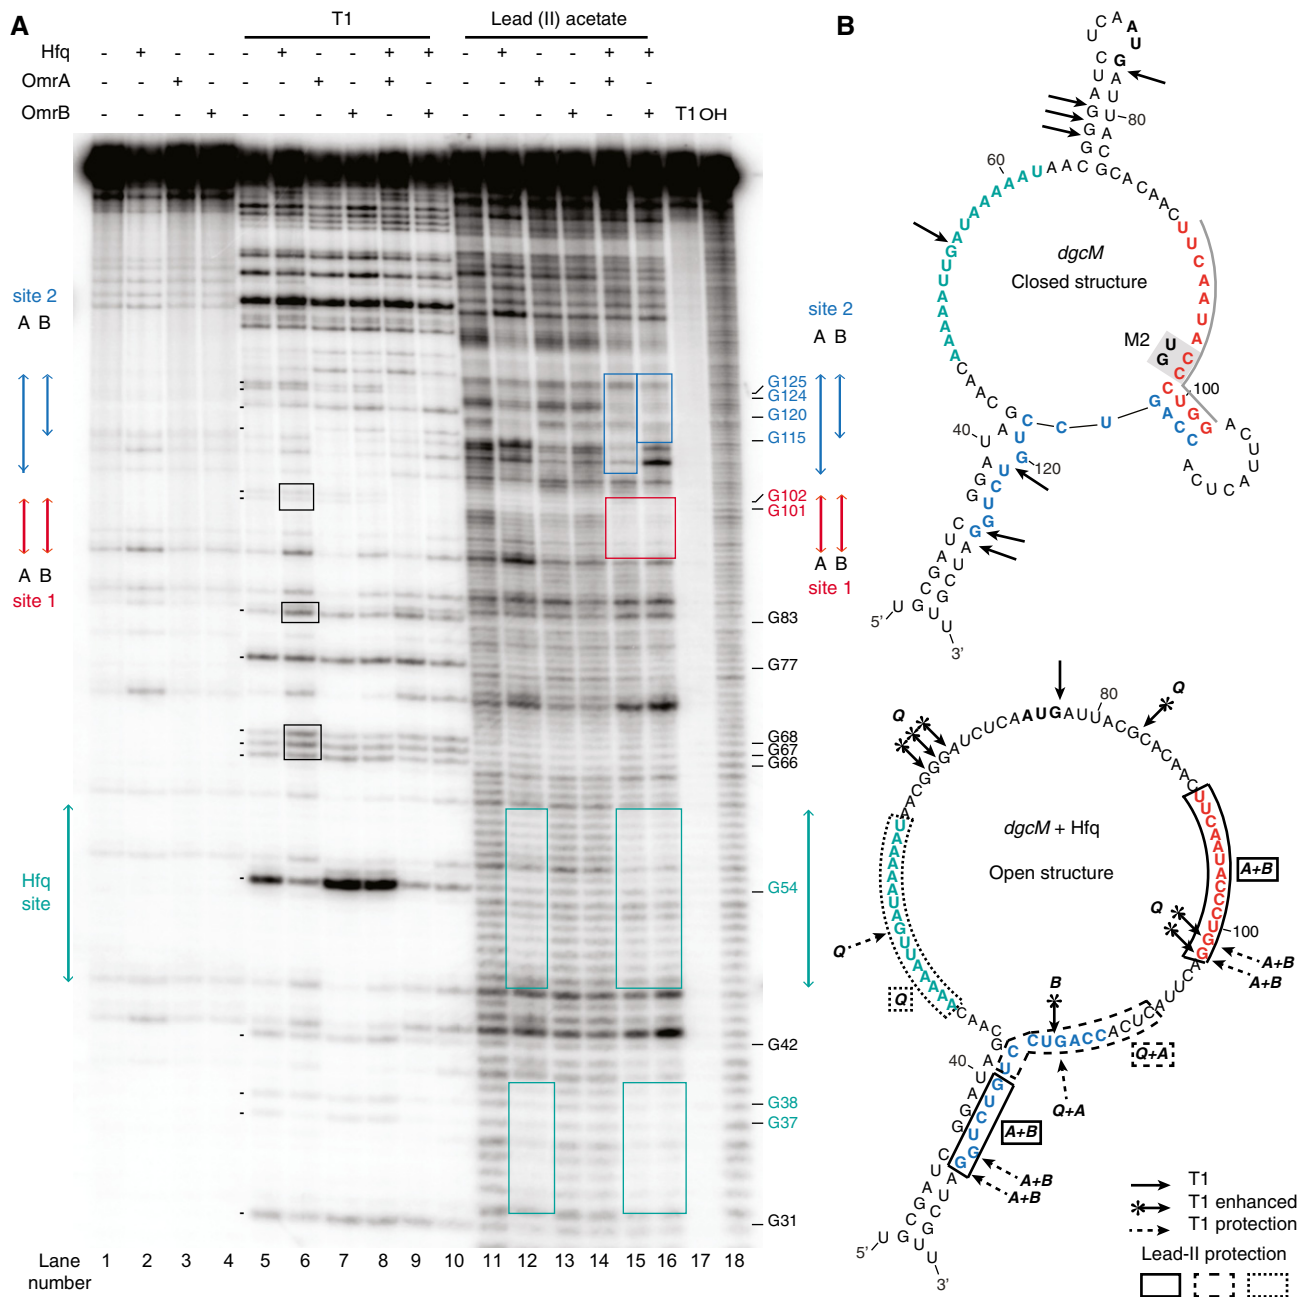 A
T1
Lead (II) acetate
Hfq - + - - - + - - + + - + - - + +
OmrA - - + - - - + - + - - - + - + -
OmrB - - - + - - - + - + - - - + - + T1 OH
site 2
A B
A B
site 1
Hfq
site
G125
G124
G120
G115
G102
G101
G83
G77
G68
G67
G66
G54
G42
G38
G37
G31
site 2
A B
A B
site 1
Lane
number
1 2 3 4 5 6 7 8 9 10 11 12 13 14 15 16 17 18
B
dgcM
Closed structure
M2
60
80
100
120
40
5'
3'
dgcM + Hfq
Open structure
80
100
40
5'
3'
Q
Q
Q
Q
Q
A+B
A+B
A+B
B
Q+A
Q+A
A+B
A+B
A+B
T1
T1 enhanced
T1 protection
Lead-II protection